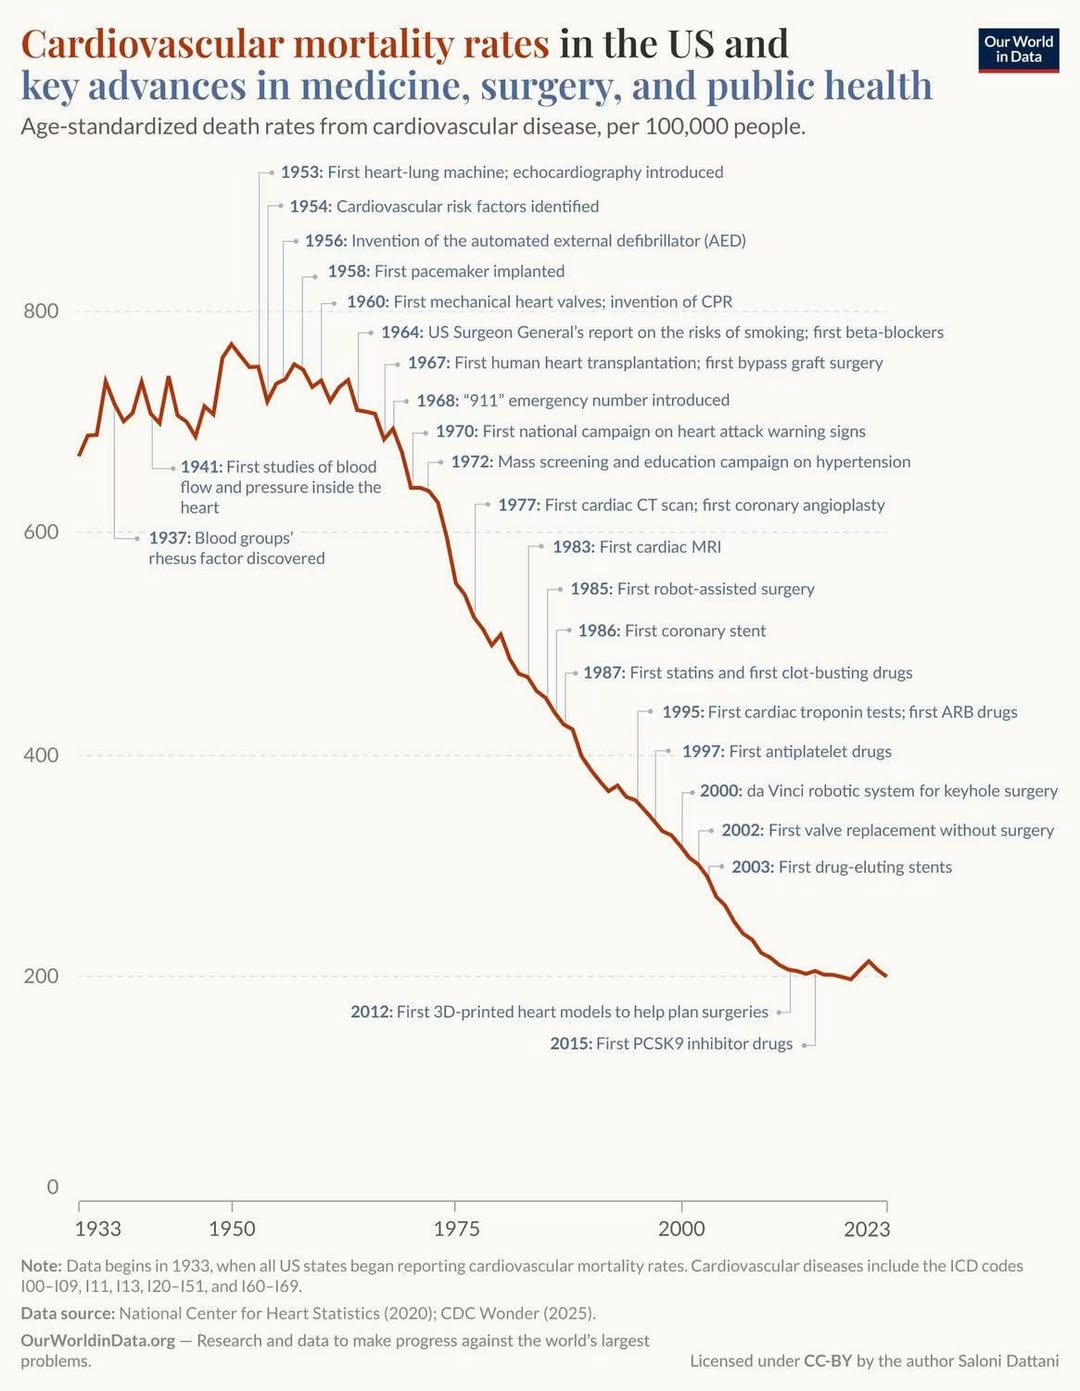 Cardiovascular mortality rates in the US and
key advances in medicine, surgery, and public health
Our World
in Data
Age-standardized death rates from cardiovascular disease, per 100,000 people.
1953: First heart-lung machine; echocardiography introduced
1954: Cardiovascular risk factors identified
1956: Invention of the automated external defibrillator (AED)
1958: First pacemaker implanted
1960: First mechanical heart valves; invention of CPR
800
1964: US Surgeon General's report on the risks of smoking; first beta-blockers
1967: First human heart transplantation; first bypass graft surgery
1968: "911" emergency number introduced
1970: First national campaign on heart attack warning signs
1972: Mass screening and education campaign on hypertension
1941: First studies of blood
flow and pressure inside the
heart
1977: First cardiac CT scan; first coronary angioplasty
600
1937: Blood groups'
rhesus factor discovered
1983: First cardiac MRI
1985: First robot-assisted surgery
1986: First coronary stent
1987: First statins and first clot-busting drugs
1995: First cardiac troponin tests; first ARB drugs
400
1997: First antiplatelet drugs
2000: da Vinci robotic system for keyhole surgery
2002: First valve replacement without surgery
2003: First drug-eluting stents
200
2012: First 3D-printed heart models to help plan surgeries
2015: First PCSK9 inhibitor drugs
0
1933 1950 1975 2000 2023
Note: Data begins in 1933, when all US states began reporting cardiovascular mortality rates. Cardiovascular diseases include the ICD codes
I00–I09, I11, I13, I20–I51, and I60–I69.
Data source: National Center for Heart Statistics (2020); CDC Wonder (2025).
OurWorldinData.org — Research and data to make progress against the world's largest
problems.
Licensed under CC-BY by the author Saloni Dattani